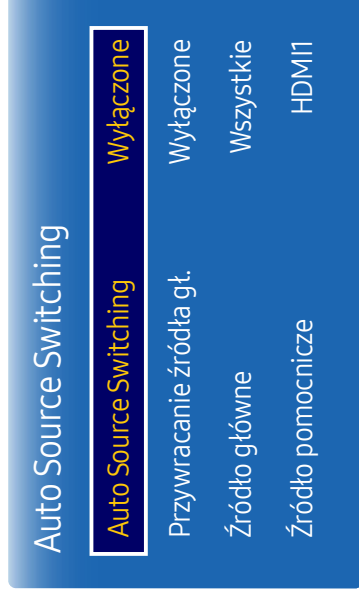 Auto Source Switching
Auto Source Switching Wyłączone
Przywracanie źródła gł. Wyłączone
Źródło główne Wszystkie
Źródło pomocnicze HDMI1